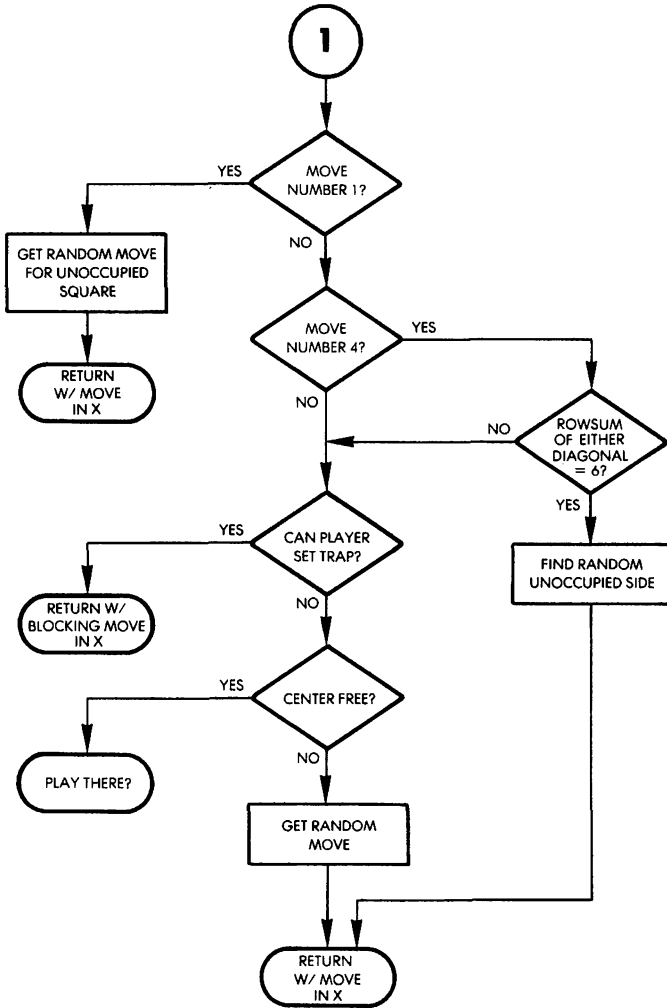 1
YES
MOVE
NUMBER 1?
GET RANDOM MOVE
FOR UNOCCUPIED
SQUARE
NO
RETURN
W/ MOVE
IN X
MOVE
NUMBER 4?
YES
NO
NO
ROWSUM
OF EITHER
DIAGONAL
= 6?
YES
YES
CAN PLAYER
SET TRAP?
FIND RANDOM
UNOCCUPIED SIDE
RETURN W/
BLOCKING MOVE
IN X
NO
YES
CENTER FREE?
PLAY THERE?
NO
GET RANDOM
MOVE
RETURN
W/ MOVE
IN X